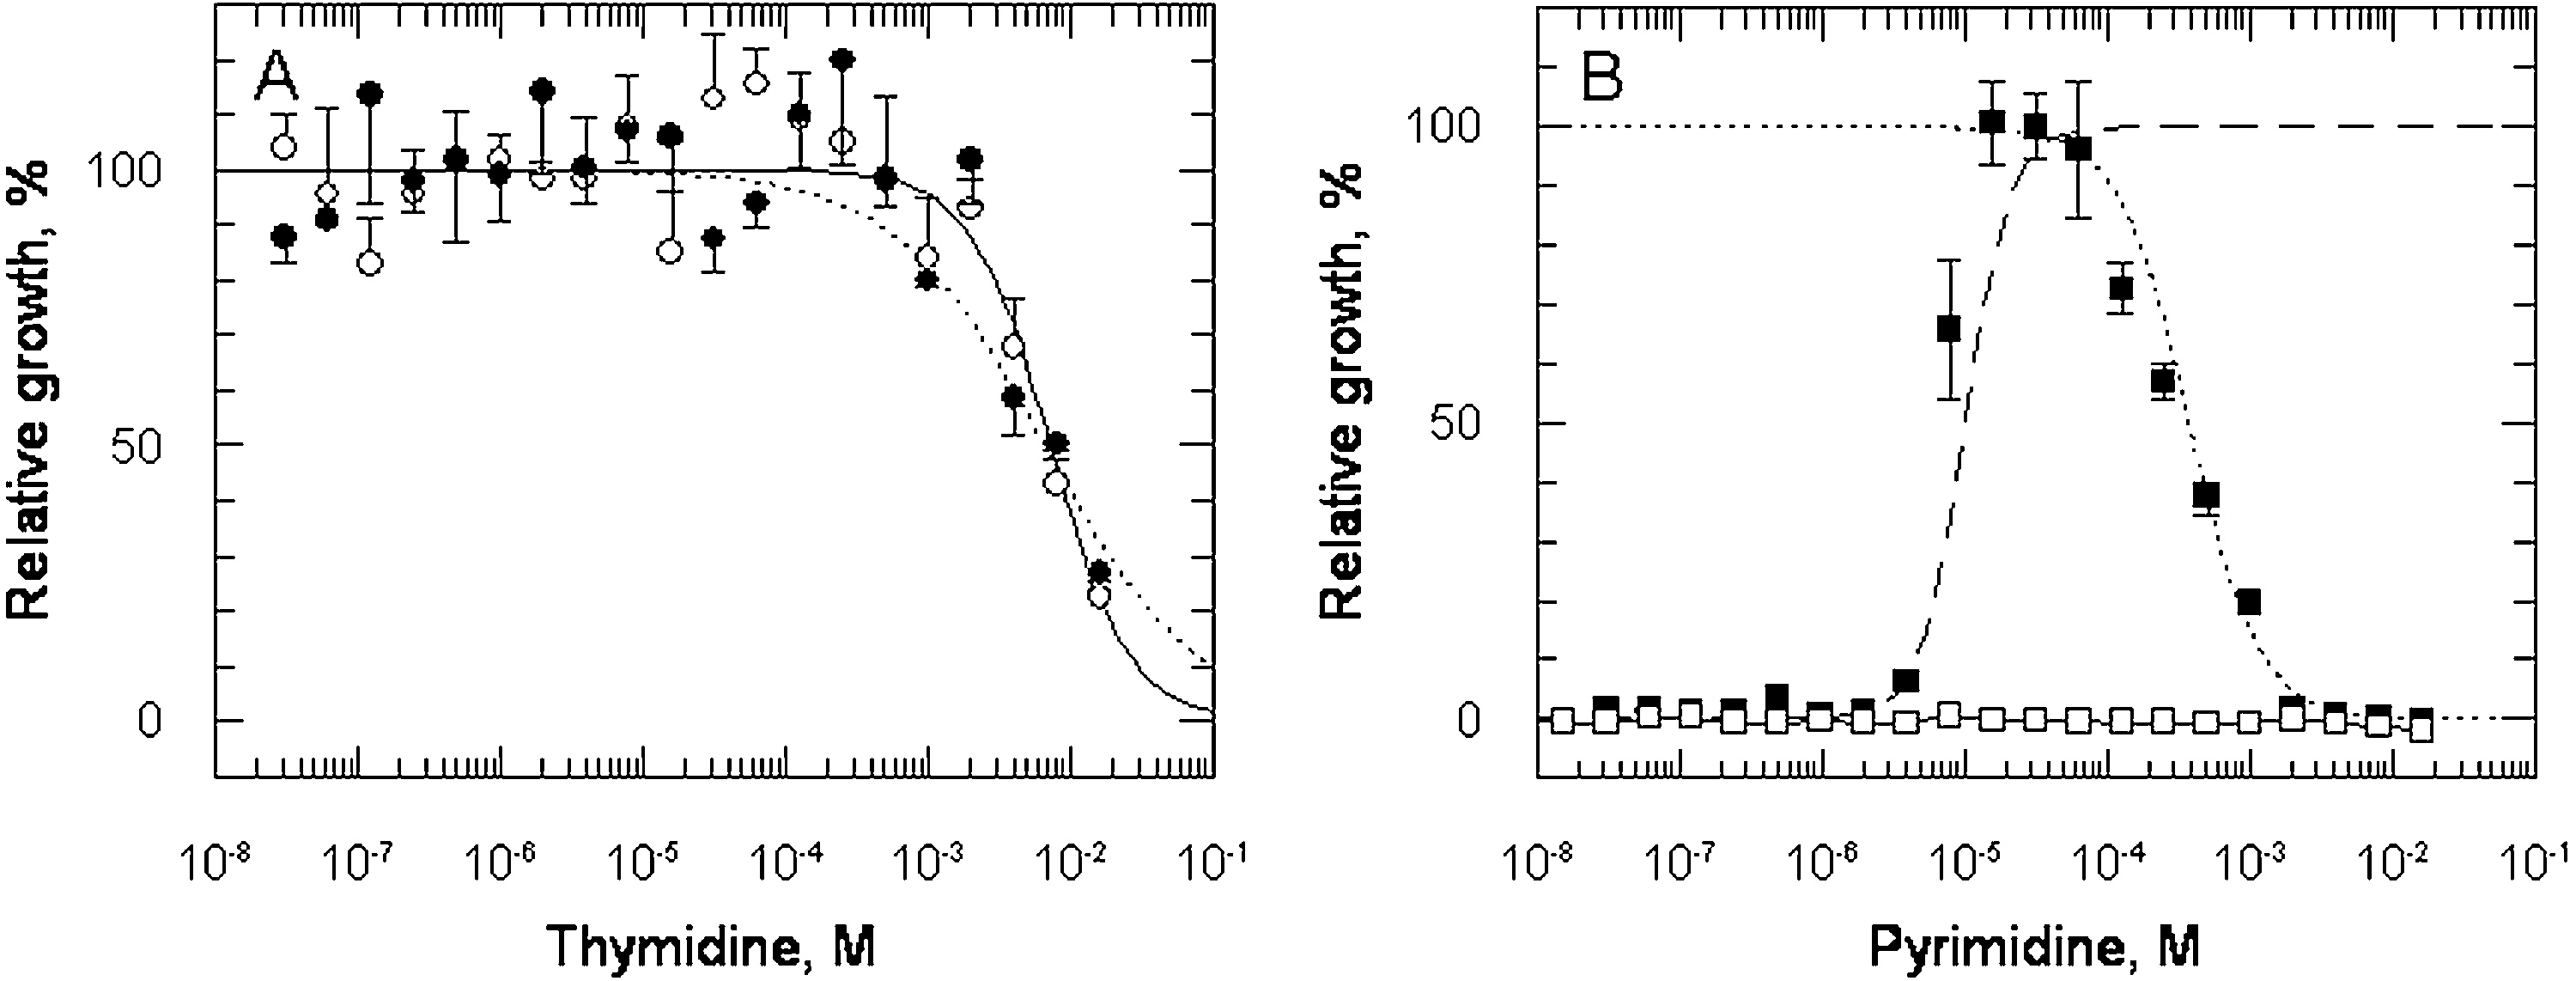 A
Relative growth, %
100
50
0
10⁻⁸ 10⁻⁷ 10⁻⁶ 10⁻⁵ 10⁻⁴ 10⁻³ 10⁻² 10⁻¹
Thymidine, M
B
Relative growth, %
100
50
0
10⁻⁸ 10⁻⁷ 10⁻⁶ 10⁻⁵ 10⁻⁴ 10⁻³ 10⁻² 10⁻¹
Pyrimidine, M